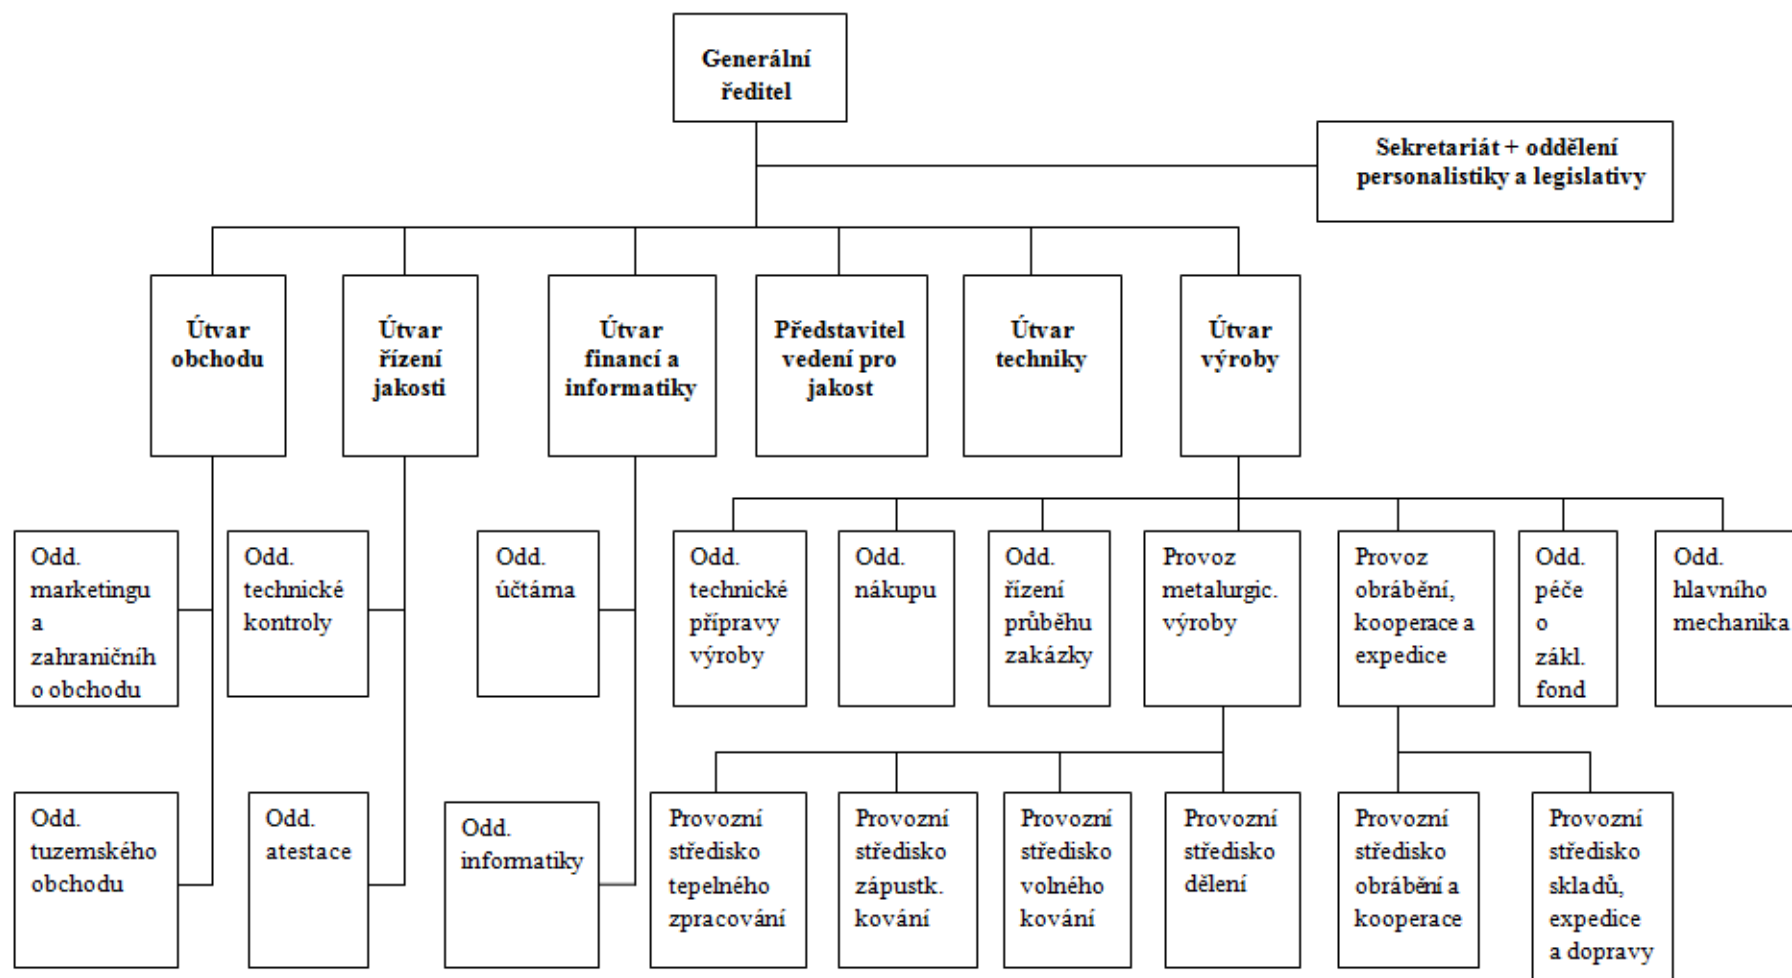 Generální
ředitel
Sekretariát + oddělení
personalistiky a legislativy
Útvar
obchodu
Útvar
řízení
jakosti
Útvar
financí a
informatiky
Představitel
vedení pro
jakost
Útvar
techniky
Útvar
výroby
Odd.
marketingu
a
zahraničníh
o obchodu
Odd.
technické
kontroly
Odd.
účtáma
Odd.
technické
přípravy
výroby
Odd.
nákupu
Odd.
řízení
průběhu
zakázky
Provoz
metalurgic.
výroby
Provoz
obrábění,
kooperace a
expedice
Odd.
péče
o
zákl.
fond
Odd.
hlavního
mechanika
Odd.
tuzemského
obchodu
Odd.
atestace
Odd.
informatiky
Provozní
středisko
tepelného
zpracování
Provozní
středisko
zápustk.
kování
Provozní
středisko
volného
kování
Provozní
středisko
dělení
Provozní
středisko
obrábění a
kooperace
Provozní
středisko
skladů,
expedice
a dopravy